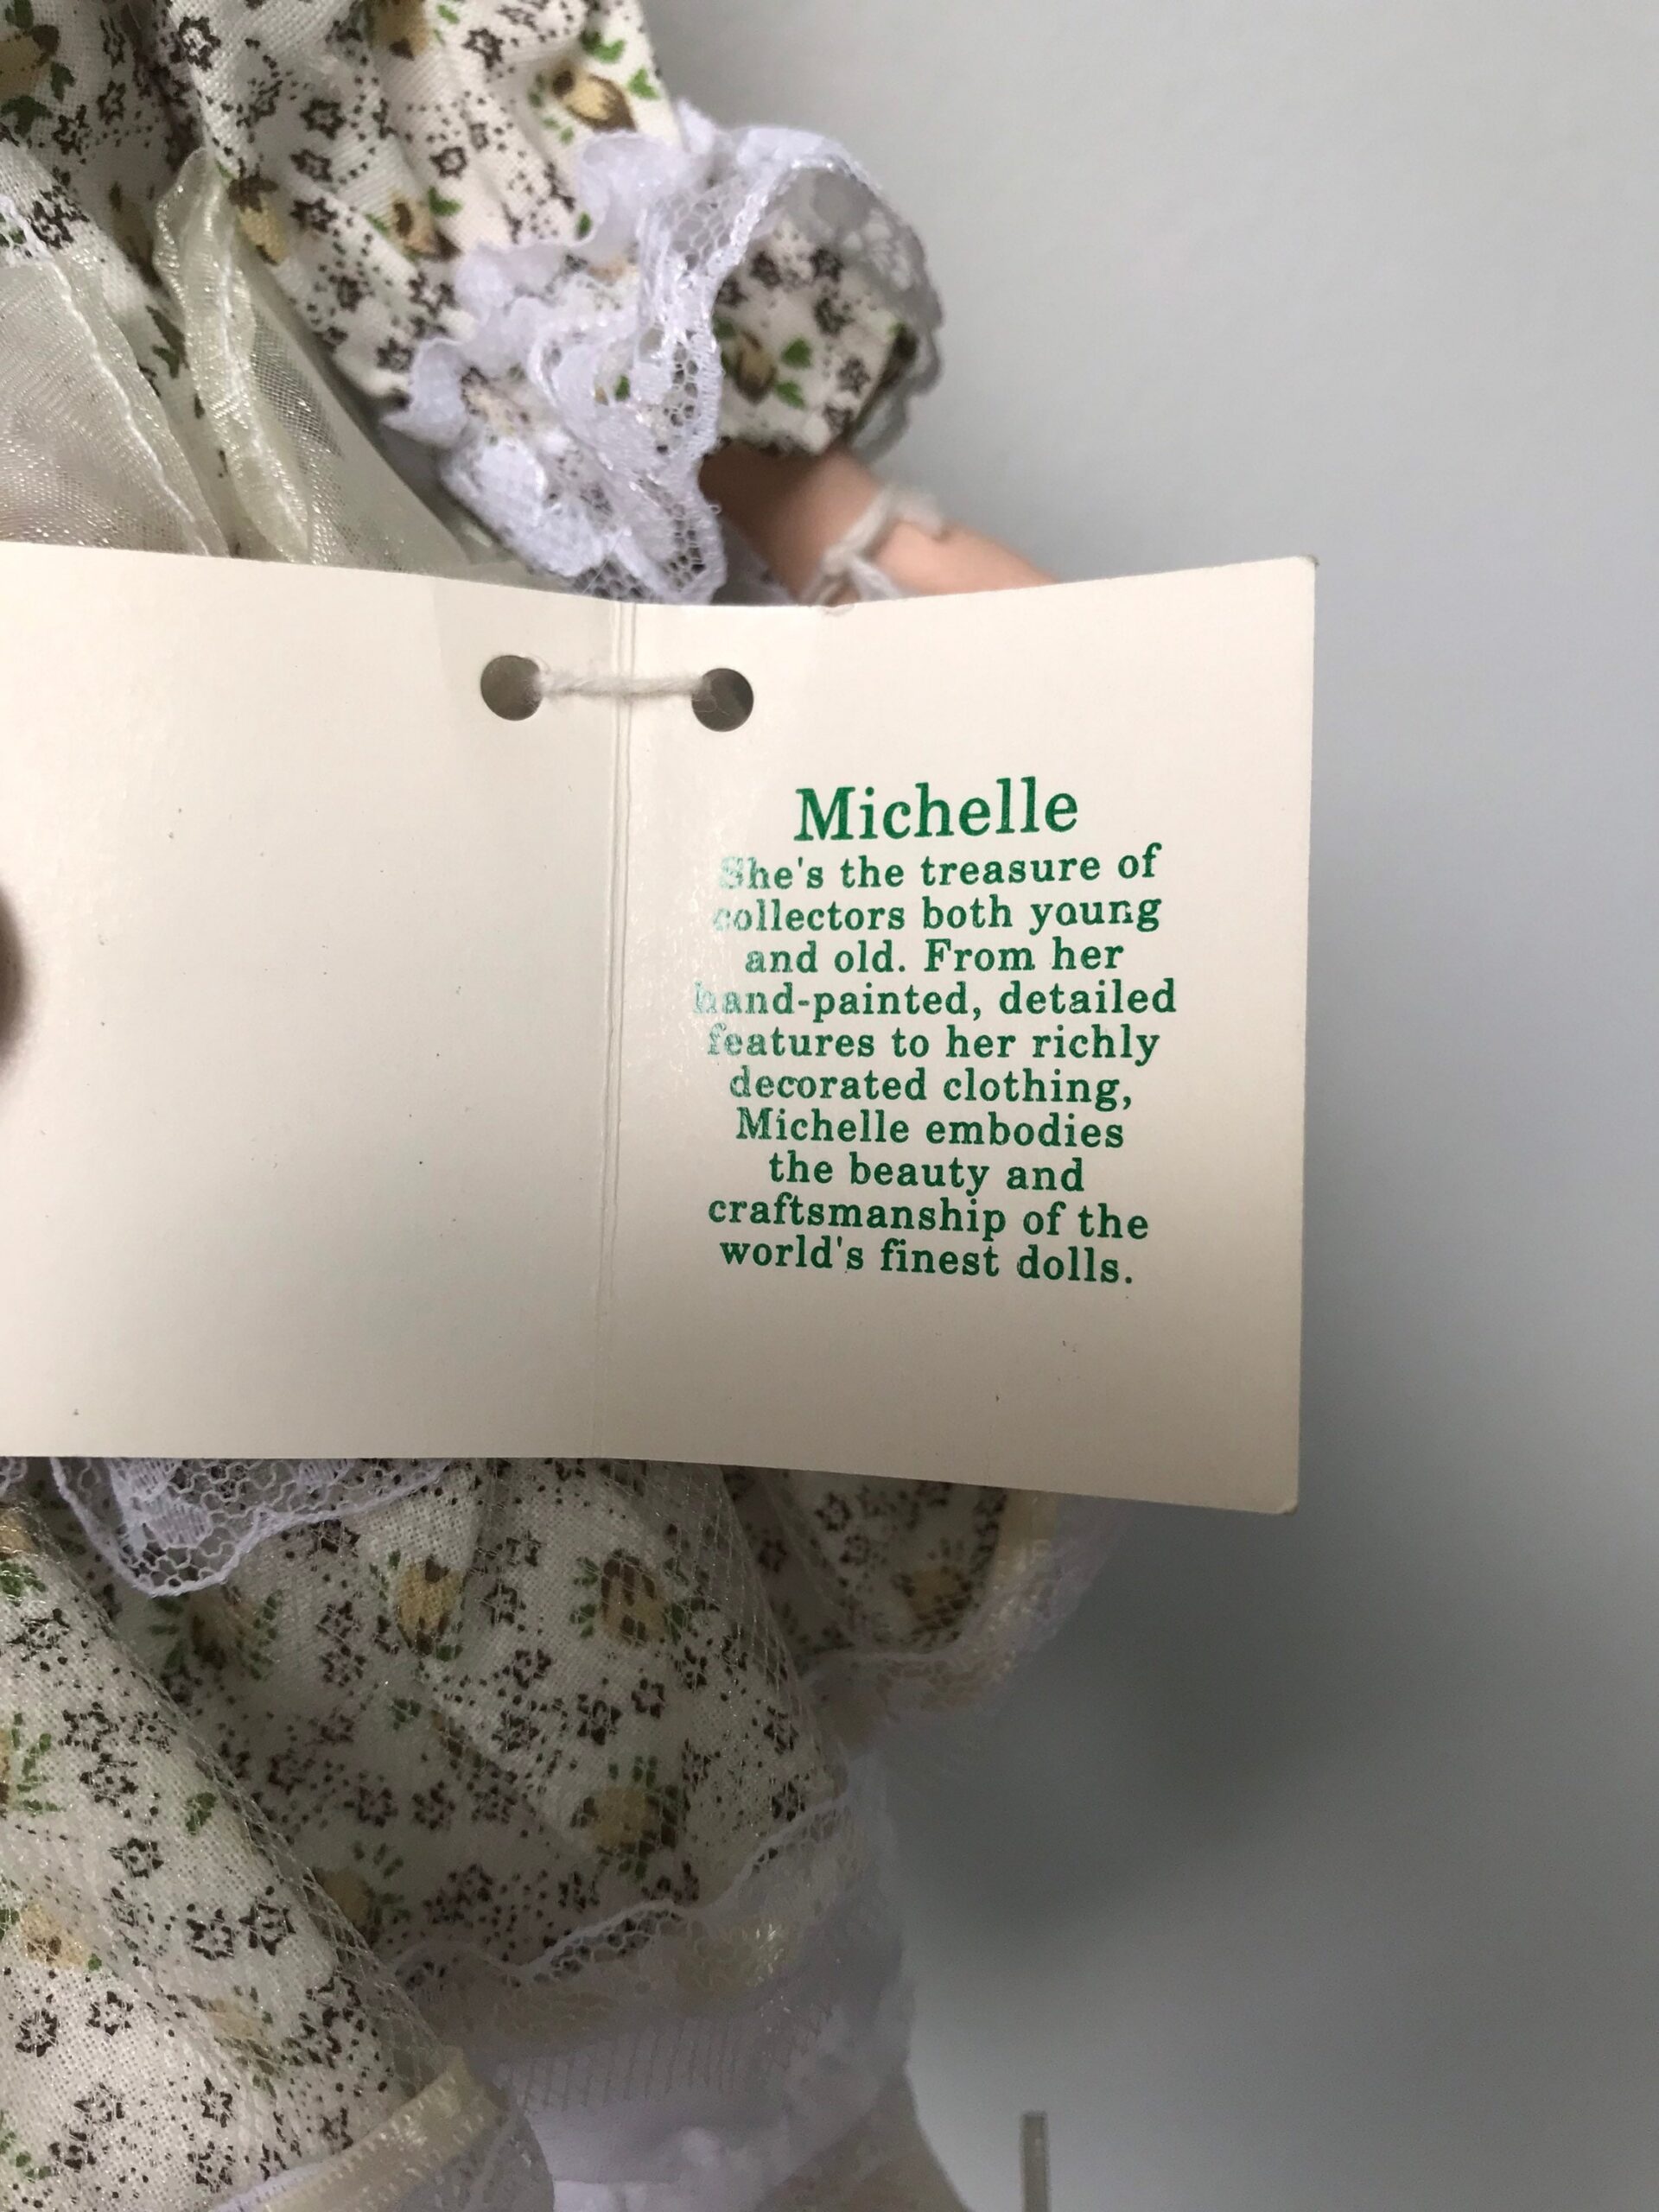 Michelle
She's the treasure of
collectors both young
and old. From her
hand-painted, detailed
features to her richly
decorated clothing,
Michelle embodies
the beauty and
craftsmanship of the
world's finest dolls.